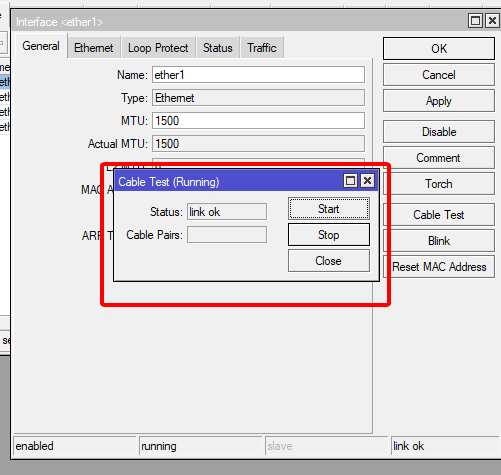 Interface <ether1>
General Ethernet Loop Protect Status Traffic
OK
Name: ether1
Cancel
Type: Ethernet
Apply
MTU: 1500
Actual MTU: 1500
Disable
Comment
MAC A
Torch
Cable Test (Running)
Status: link ok
Start
Cable Test
Cable Pairs:
Stop
ARP T
Blink
Close
Reset MAC Address
enabled running slave link ok